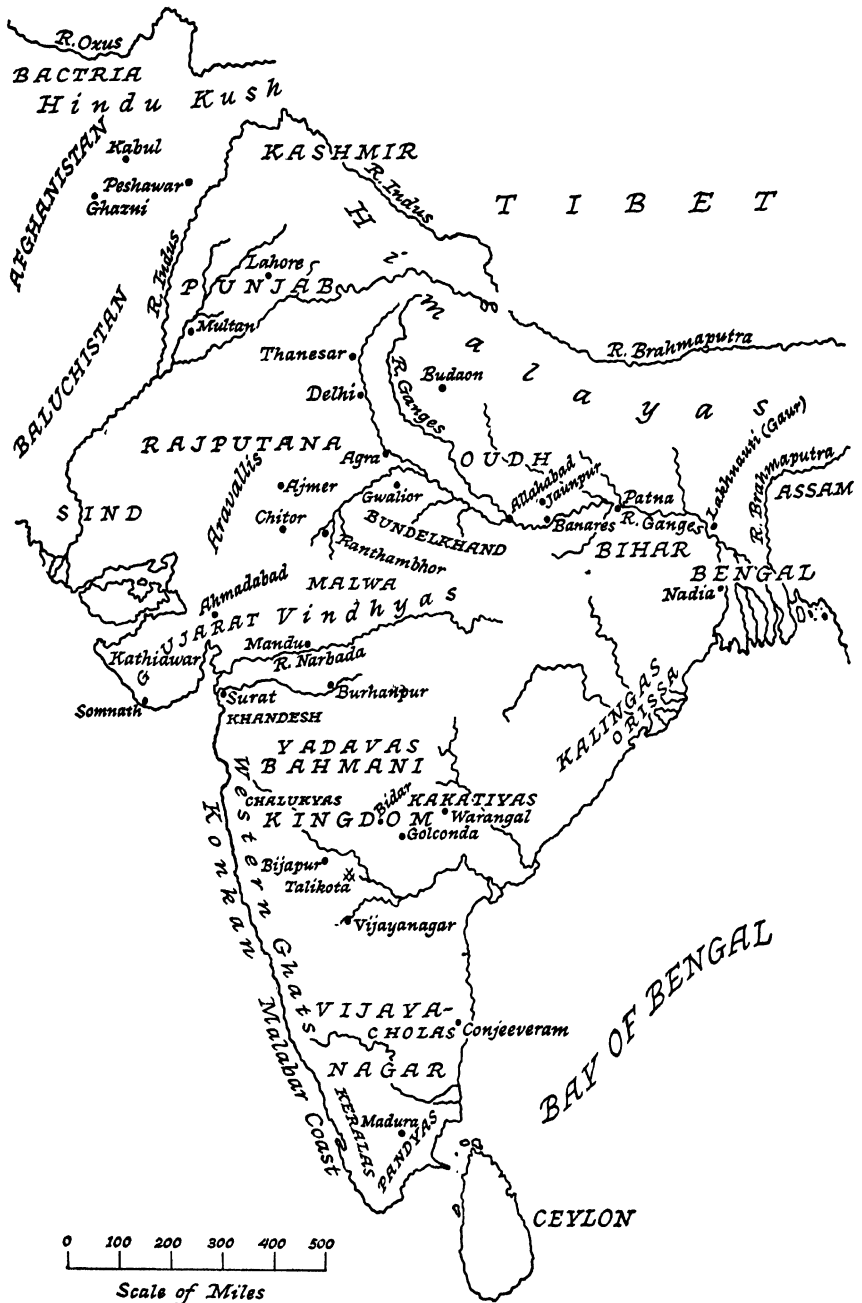 R. Oxus
BACTRIA
Hindu Kush
AFGHANISTAN
Kabul
Peshawar
Ghazni
KASHMIR
R. Indus
TIBET
R. Indus
Himalayas
Lahore
PUNJAB
Multan
BALUCHISTAN
Thanesar
Delhi
R. Ganges
Budaon
R. Brahmaputra
RAJPUTANA
Agra
OUDH
Allahabad
Jaunpur
Lakhnauti (Gaur)
R. Brahmaputra
ASSAM
Aravallis
Ajmer
Gwalior
Patna
SIND
Chitor
BUNDELKHAND
Banares
R. Ganges
Ranthambhor
BIHAR
MALWA
BENGAL
Ahmadabad
Nadia
GUJARAT
Vindhyas
Mandu
Kathiawar
R. Narbada
Somnath
Surat
Burhanpur
KHANDESH
KALINGAS
ORISSA
YADAVAS
BAHMANI
CHALUKYAS
Bidar
KAKATIYAS
KINGDOM
Warangal
Golconda
Western Ghats
Konkan
Bijapur
Talikota
Vijayanagar
BAY OF BENGAL
VIJAYA-
CHOLAS
Conjeeveram
NAGAR
Malabar Coast
KERALAS
Madura
PANDYAS
CEYLON
0 100 200 300 400 500
Scale of Miles